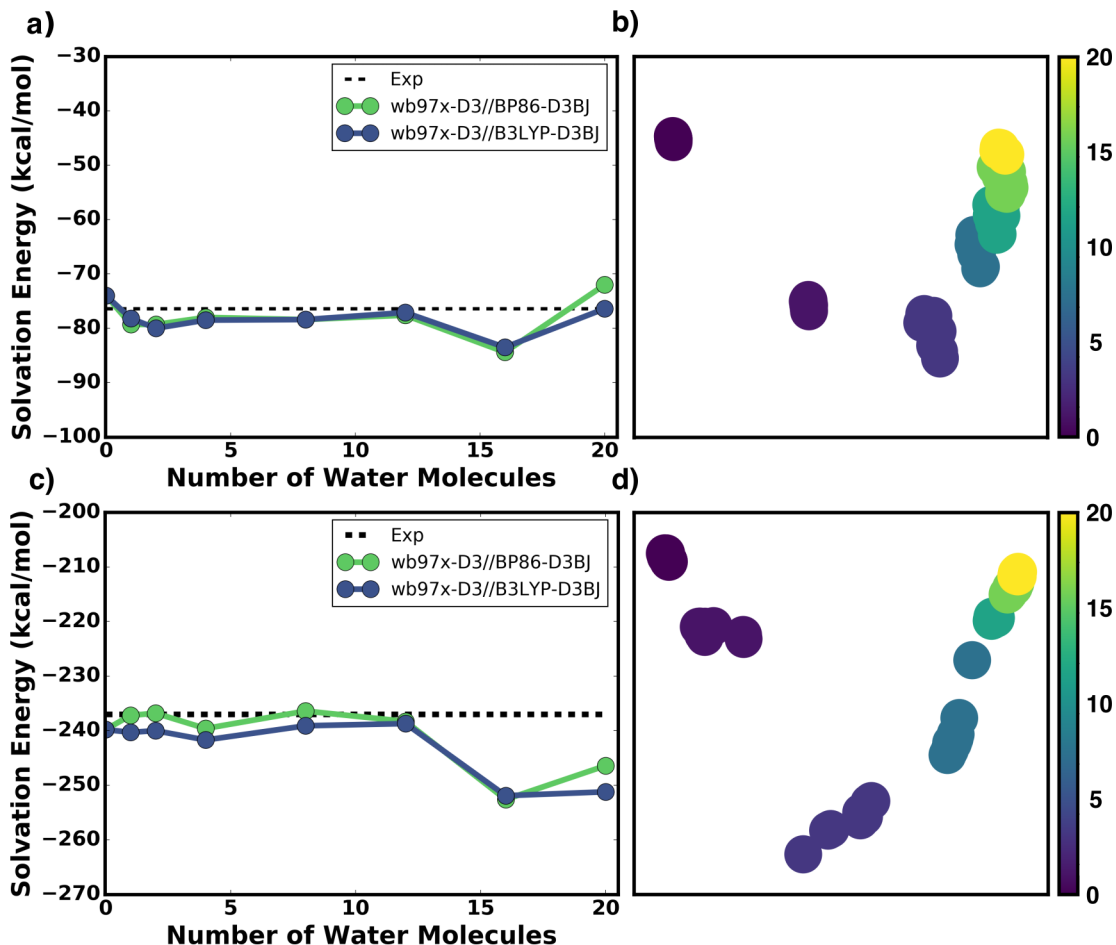 a)
b)
Solvation Energy (kcal/mol)
−30
−40
−50
−60
−70
−80
−90
−100
Exp
wb97x-D3//BP86-D3BJ
wb97x-D3//B3LYP-D3BJ
0
5
10
15
20
Number of Water Molecules
20
15
10
5
0
c)
d)
Solvation Energy (kcal/mol)
−200
−210
−220
−230
−240
−250
−260
−270
Exp
wb97x-D3//BP86-D3BJ
wb97x-D3//B3LYP-D3BJ
0
5
10
15
20
Number of Water Molecules
20
15
10
5
0